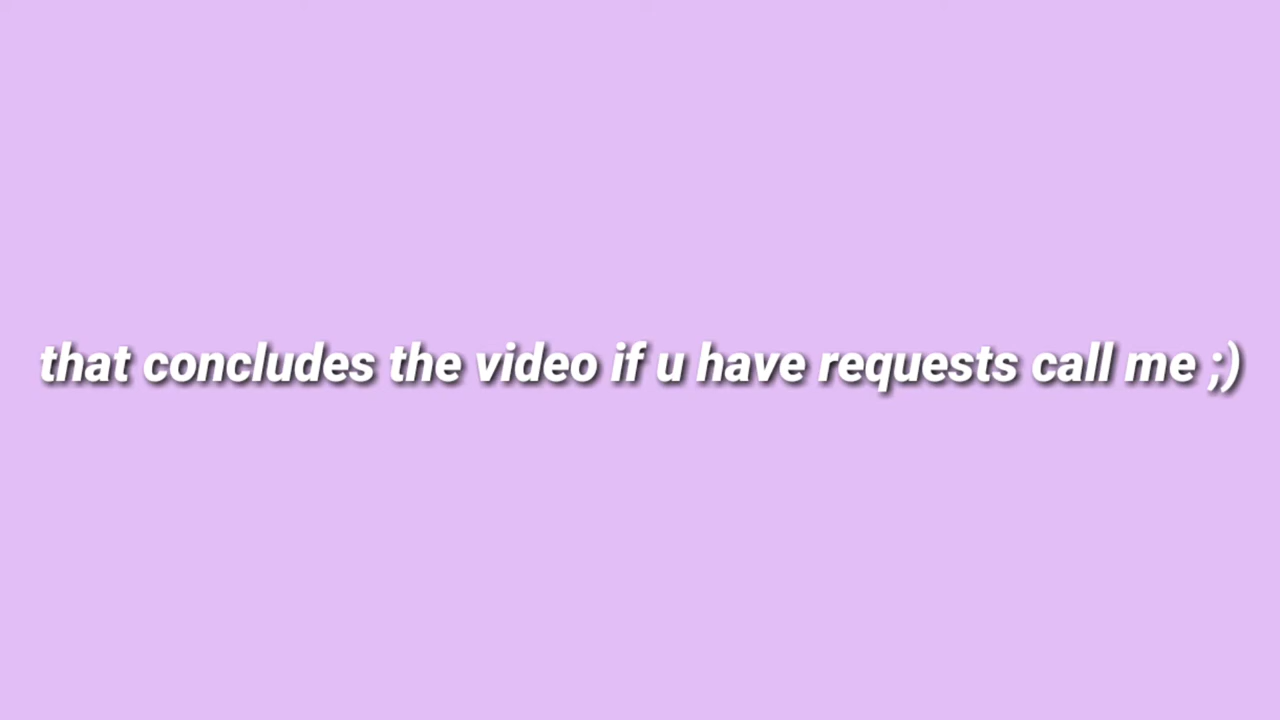 that concludes the video if u have requests call me ;)